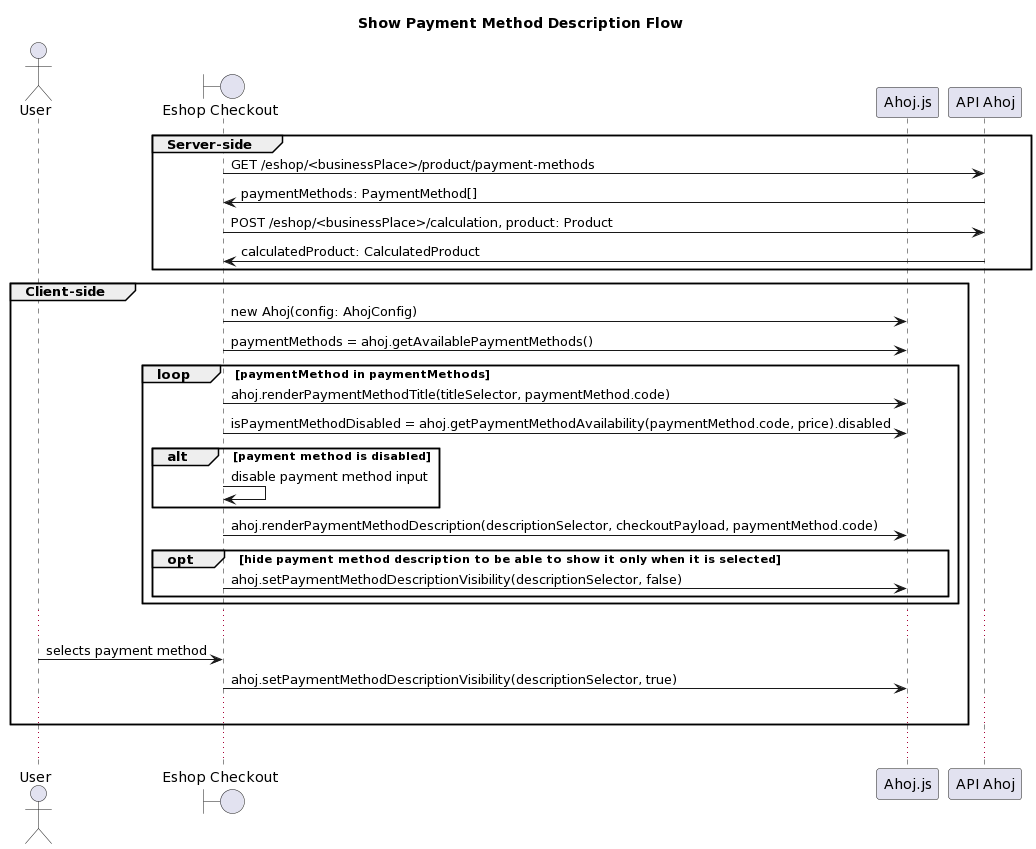 Show Payment Method Description Flow
User
Eshop Checkout
Ahoj.js
API Ahoj
Server-side
GET /eshop/<businessPlace>/product/payment-methods
paymentMethods: PaymentMethod[]
POST /eshop/<businessPlace>/calculation, product: Product
calculatedProduct: CalculatedProduct
Client-side
new Ahoj(config: AhojConfig)
paymentMethods = ahoj.getAvailablePaymentMethods()
loop [paymentMethod in paymentMethods]
ahoj.renderPaymentMethodTitle(titleSelector, paymentMethod.code)
isPaymentMethodDisabled = ahoj.getPaymentMethodAvailability(paymentMethod.code, price).disabled
alt [payment method is disabled]
disable payment method input
ahoj.renderPaymentMethodDescription(descriptionSelector, checkoutPayload, paymentMethod.code)
opt [hide payment method description to be able to show it only when it is selected]
ahoj.setPaymentMethodDescriptionVisibility(descriptionSelector, false)
selects payment method
ahoj.setPaymentMethodDescriptionVisibility(descriptionSelector, true)
User
Eshop Checkout
Ahoj.js
API Ahoj